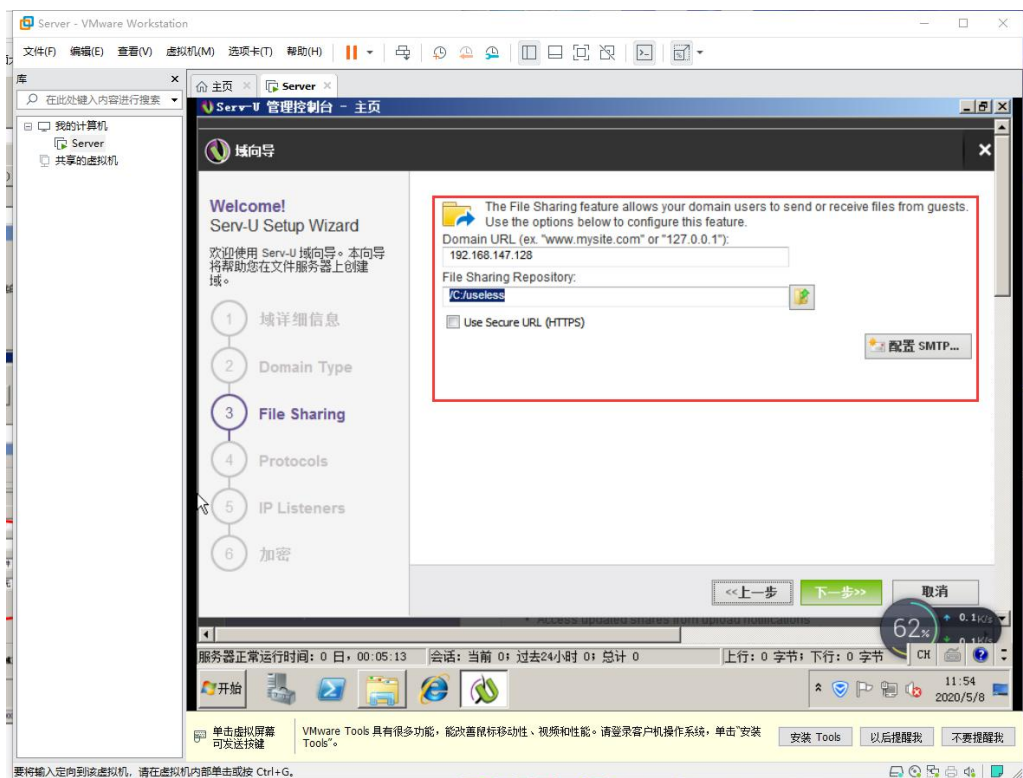 Server - VMware Workstation
文件(F) 编辑(E) 查看(V) 虚拟机(M) 选项卡(T) 帮助(H)
库
在此处键入内容进行搜索
我的计算机
Server
共享的虚拟机
主页
Server
Serv-U 管理控制台 - 主页
域向导
Welcome!
Serv-U Setup Wizard
欢迎使用 Serv-U 域向导。本向导
将帮助您在文件服务器上创建
域。
1 域详细信息
2 Domain Type
3 File Sharing
4 Protocols
5 IP Listeners
6 加密
The File Sharing feature allows your domain users to send or receive files from guests.
Use the options below to configure this feature.
Domain URL (ex. "www.mysite.com" or "127.0.0.1"):
192.168.147.128
File Sharing Repository:
/C:/useless
Use Secure URL (HTTPS)
配置 SMTP...
<<上一步 下一步>> 取消
Access updated shares from upload notifications
62%
0.1K/s
0.1K/s
服务器正常运行时间: 0 日, 00:05:13 会话: 当前 0; 过去24小时 0; 总计 0 上行: 0 字节; 下行: 0 字节
CH
开始
11:54
2020/5/8
单击虚拟屏幕
可发送按键
VMware Tools 具有很多功能，能改善鼠标移动性、视频和性能。请登录客户机操作系统，单击“安装
Tools”。
安装 Tools 以后提醒我 不要提醒我
要将输入定向到该虚拟机，请在虚拟机内部单击或按 Ctrl+G。